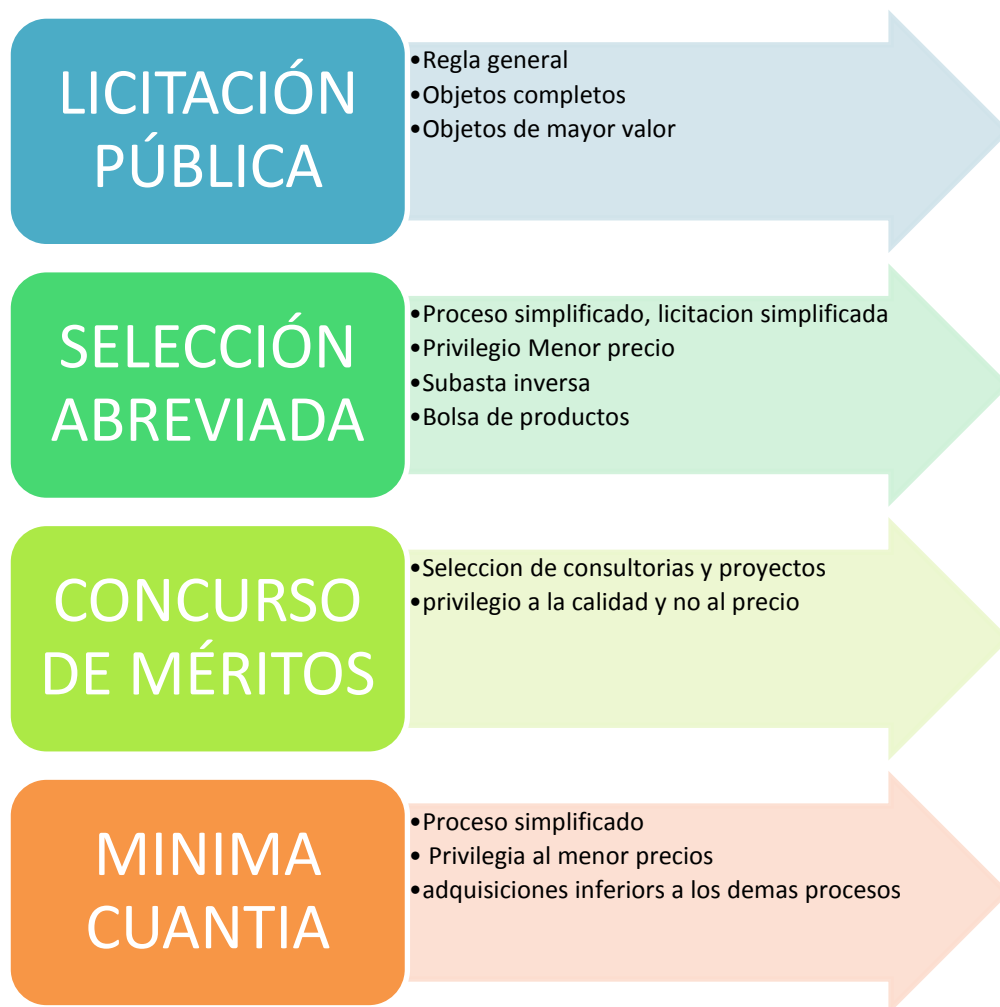 LICITACIÓN
PÚBLICA
•Regla general
•Objetos completos
•Objetos de mayor valor
SELECCIÓN
ABREVIADA
•Proceso simplificado, licitacion simplificada
•Privilegio Menor precio
•Subasta inversa
•Bolsa de productos
CONCURSO
DE MÉRITOS
•Seleccion de consultorias y proyectos
•privilegio a la calidad y no al precio
MINIMA
CUANTIA
•Proceso simplificado
• Privilegia al menor precios
•adquisiciones inferiors a los demas procesos